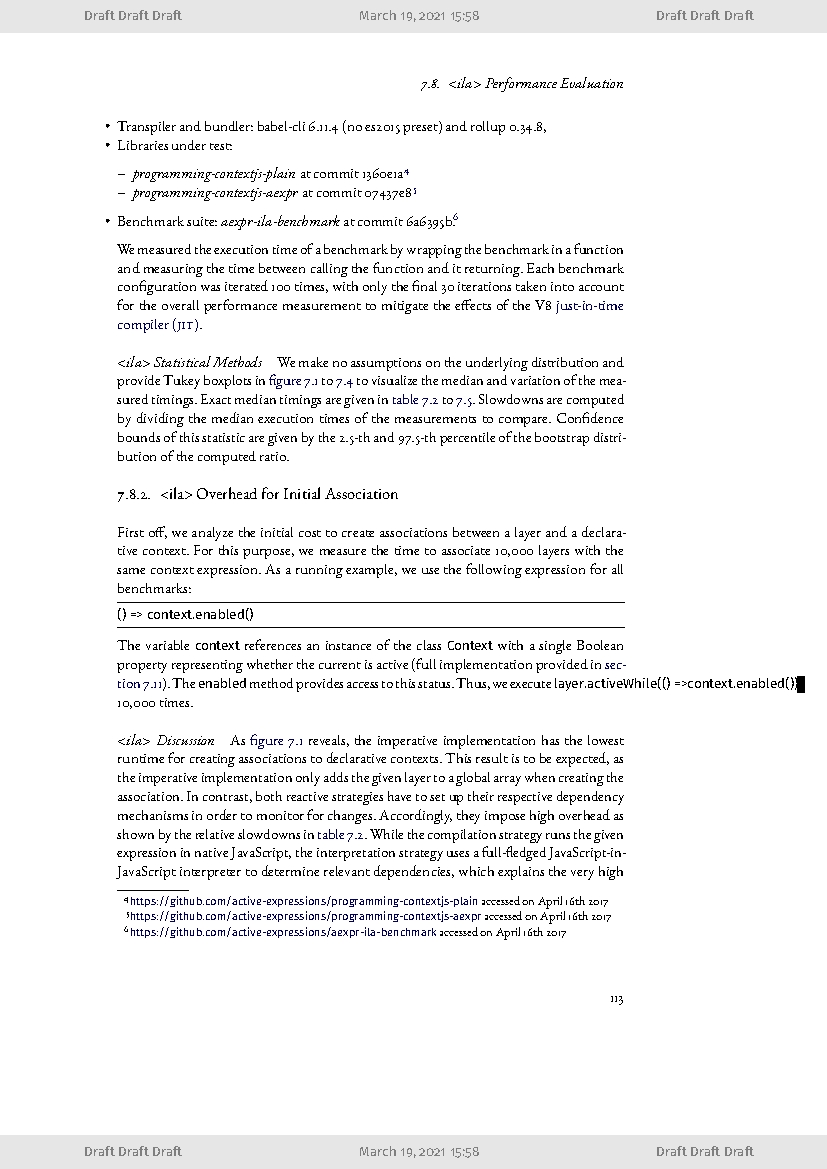 Draft Draft Draft March 19, 2021 15:58 Draft Draft Draft
7.8. <ila> Performance Evaluation
• Transpiler and bundler: babel-cli 6.11.4 (no es2015 preset) and rollup 0.34.8,
• Libraries under test:
– programming-contextjs-plain at commit 1360e1a⁴
– programming-contextjs-aexpr at commit 07437e8⁵
• Benchmark suite: aexpr-ila-benchmark at commit 6a6395b.⁶
We measured the execution time of a benchmark by wrapping the benchmark in a function
and measuring the time between calling the function and it returning. Each benchmark
configuration was iterated 100 times, with only the final 30 iterations taken into account
for the overall performance measurement to mitigate the effects of the V8 just-in-time
compiler (JIT).
<ila> Statistical Methods We make no assumptions on the underlying distribution and
provide Tukey boxplots in figure 7.1 to 7.4 to visualize the median and variation of the mea-
sured timings. Exact median timings are given in table 7.2 to 7.5. Slowdowns are computed
by dividing the median execution times of the measurements to compare. Confidence
bounds of this statistic are given by the 2.5-th and 97.5-th percentile of the bootstrap distri-
bution of the computed ratio.
7.8.2. <ila> Overhead for Initial Association
First off, we analyze the initial cost to create associations between a layer and a declara-
tive context. For this purpose, we measure the time to associate 10,000 layers with the
same context expression. As a running example, we use the following expression for all
benchmarks:
() => context.enabled()
The variable context references an instance of the class Context with a single Boolean
property representing whether the current is active (full implementation provided in sec-
tion 7.11). The enabled method provides access to this status. Thus, we execute layer.activeWhile(() =>context.enabled())
10,000 times.
<ila> Discussion As figure 7.1 reveals, the imperative implementation has the lowest
runtime for creating associations to declarative contexts. This result is to be expected, as
the imperative implementation only adds the given layer to a global array when creating the
association. In contrast, both reactive strategies have to set up their respective dependency
mechanisms in order to monitor for changes. Accordingly, they impose high overhead as
shown by the relative slowdowns in table 7.2. While the compilation strategy runs the given
expression in native JavaScript, the interpretation strategy uses a full-fledged JavaScript-in-
JavaScript interpreter to determine relevant dependencies, which explains the very high
⁴https://github.com/active-expressions/programming-contextjs-plain accessed on April 16th 2017
⁵https://github.com/active-expressions/programming-contextjs-aexpr accessed on April 16th 2017
⁶https://github.com/active-expressions/aexpr-ila-benchmark accessed on April 16th 2017
113
Draft Draft Draft March 19, 2021 15:58 Draft Draft Draft